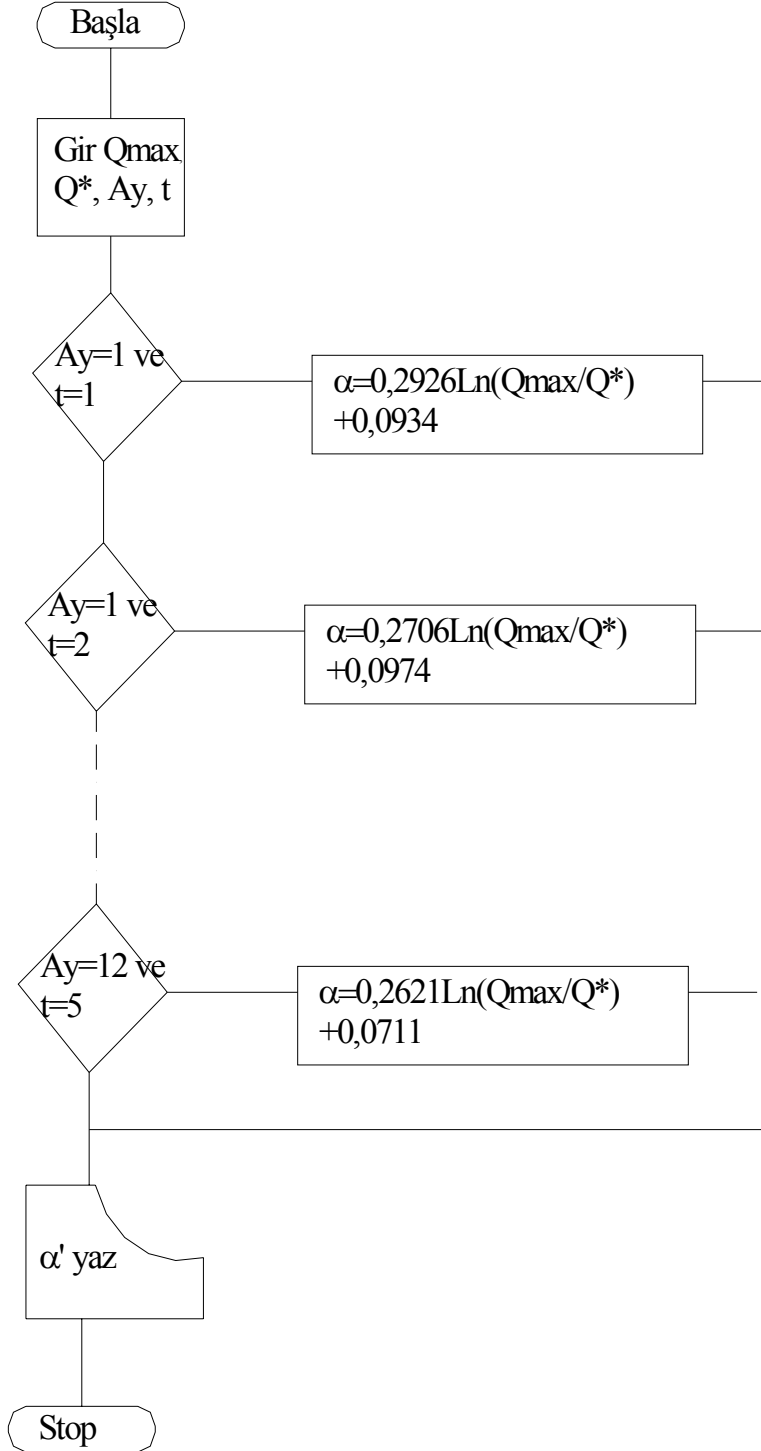 Başla
Gir Qmax,
Q*, Ay, t
Ay=1 ve
t=1
α=0,2926Ln(Qmax/Q*)
+0,0934
Ay=1 ve
t=2
α=0,2706Ln(Qmax/Q*)
+0,0974
Ay=12 ve
t=5
α=0,2621Ln(Qmax/Q*)
+0,0711
α' yaz
Stop